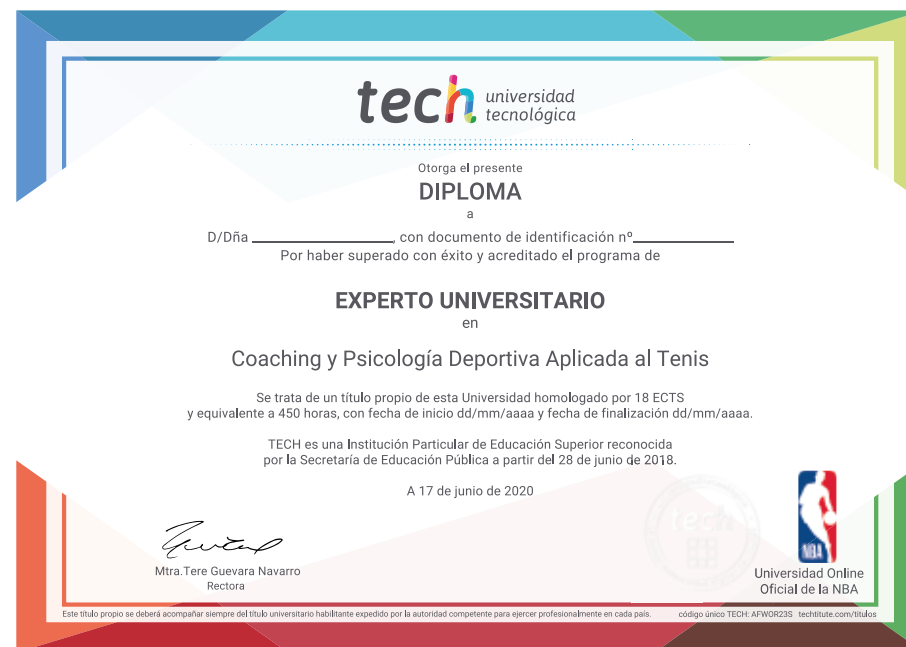 tech universidad
tecnológica
Otorga el presente
DIPLOMA
a
D/Dña ____________________, con documento de identificación nº______________
Por haber superado con éxito y acreditado el programa de
EXPERTO UNIVERSITARIO
en
Coaching y Psicología Deportiva Aplicada al Tenis
Se trata de un título propio de esta Universidad homologado por 18 ECTS
y equivalente a 450 horas, con fecha de inicio dd/mm/aaaa y fecha de finalización dd/mm/aaaa.
TECH es una Institución Particular de Educación Superior reconocida
por la Secretaría de Educación Pública a partir del 28 de junio de 2018.
A 17 de junio de 2020
tech
NBA
Mtra.Tere Guevara Navarro
Rectora
Universidad Online
Oficial de la NBA
Este título propio se deberá acompañar siempre del título universitario habilitante expedido por la autoridad competente para ejercer profesionalmente en cada país.
código único TECH: AFWOR23S techtitute.com/titulos